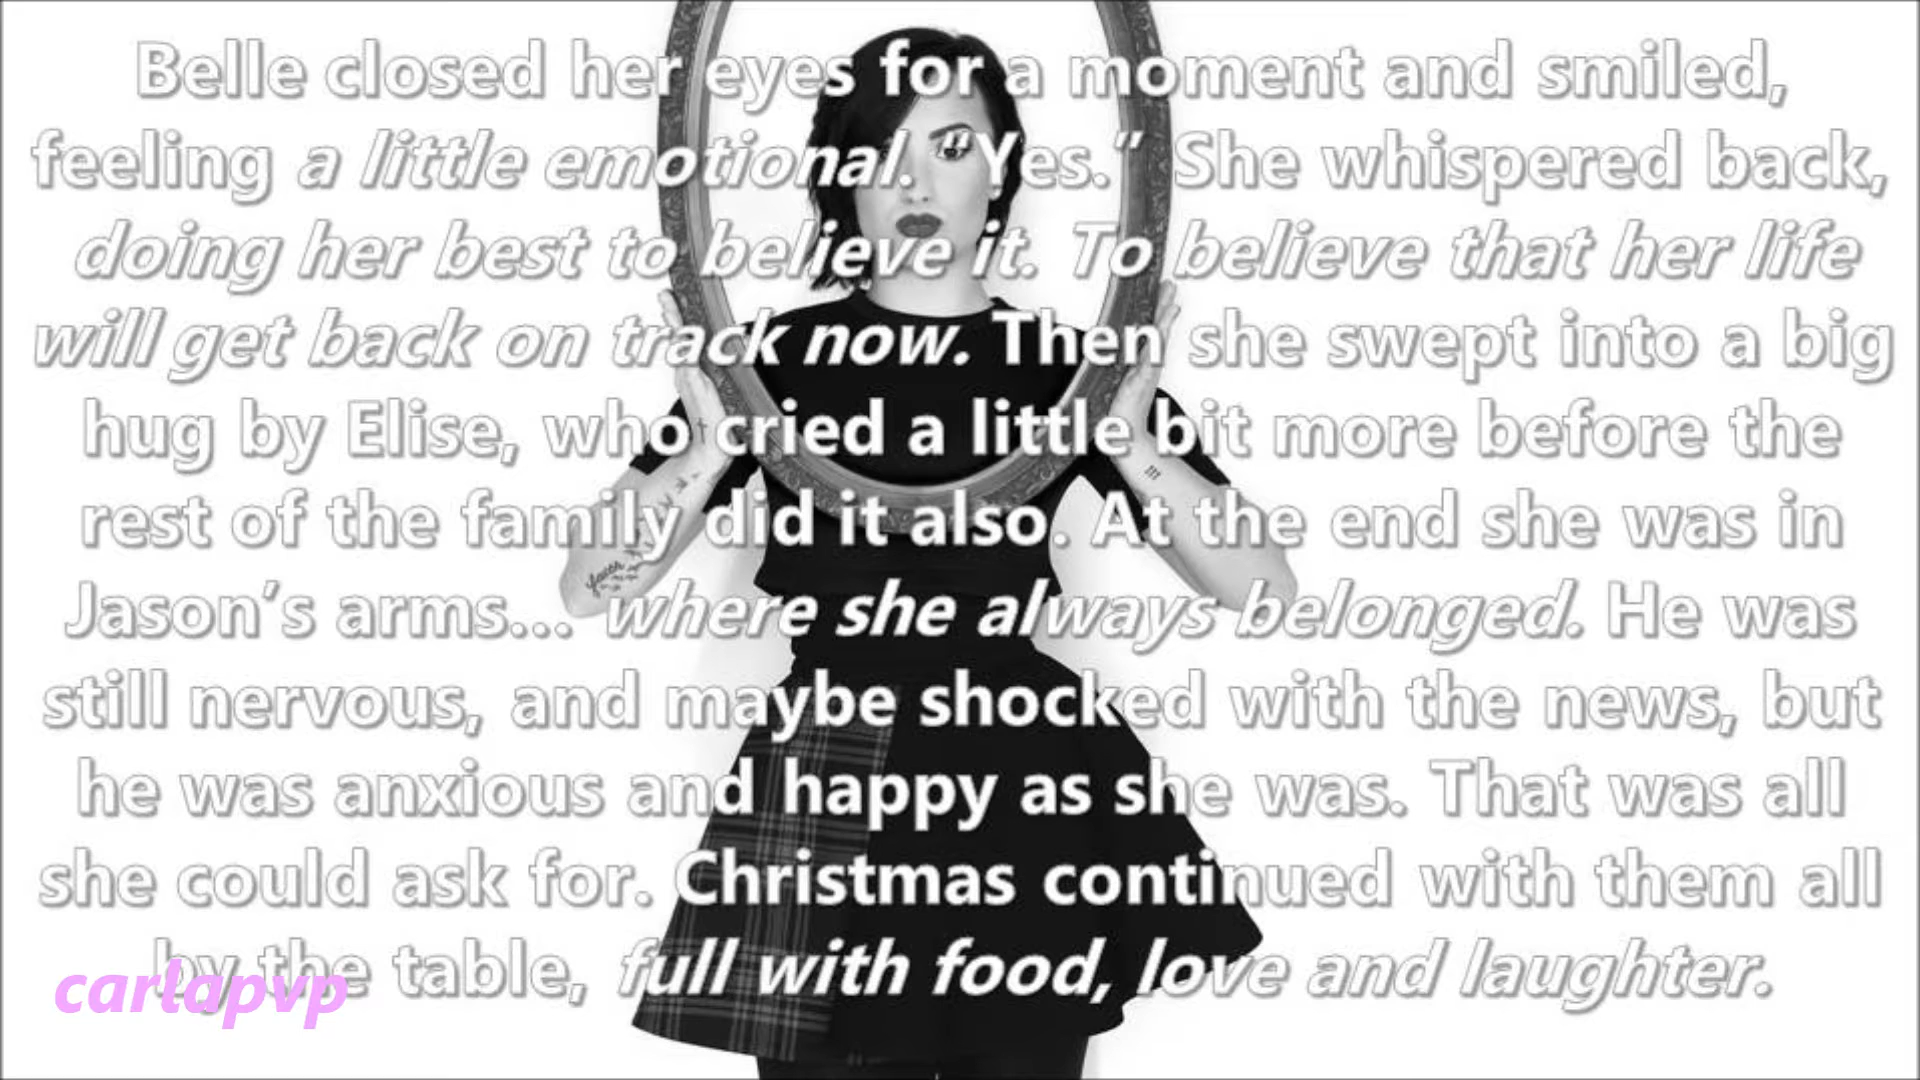 Belle closed her eyes for a moment and smiled,
feeling a little emotional. “Yes.” She whispered back,
doing her best to believe it. To believe that her life
will get back on track now. Then she swept into a big
hug by Elise, who cried a little bit more before the
rest of the family did it also. At the end she was in
Jason’s arms... where she always belonged. He was
still nervous, and maybe shocked with the news, but
he was anxious and happy as she was. That was all
she could ask for. Christmas continued with them all
by the table, full with food, love and laughter.
carlapvp
faith